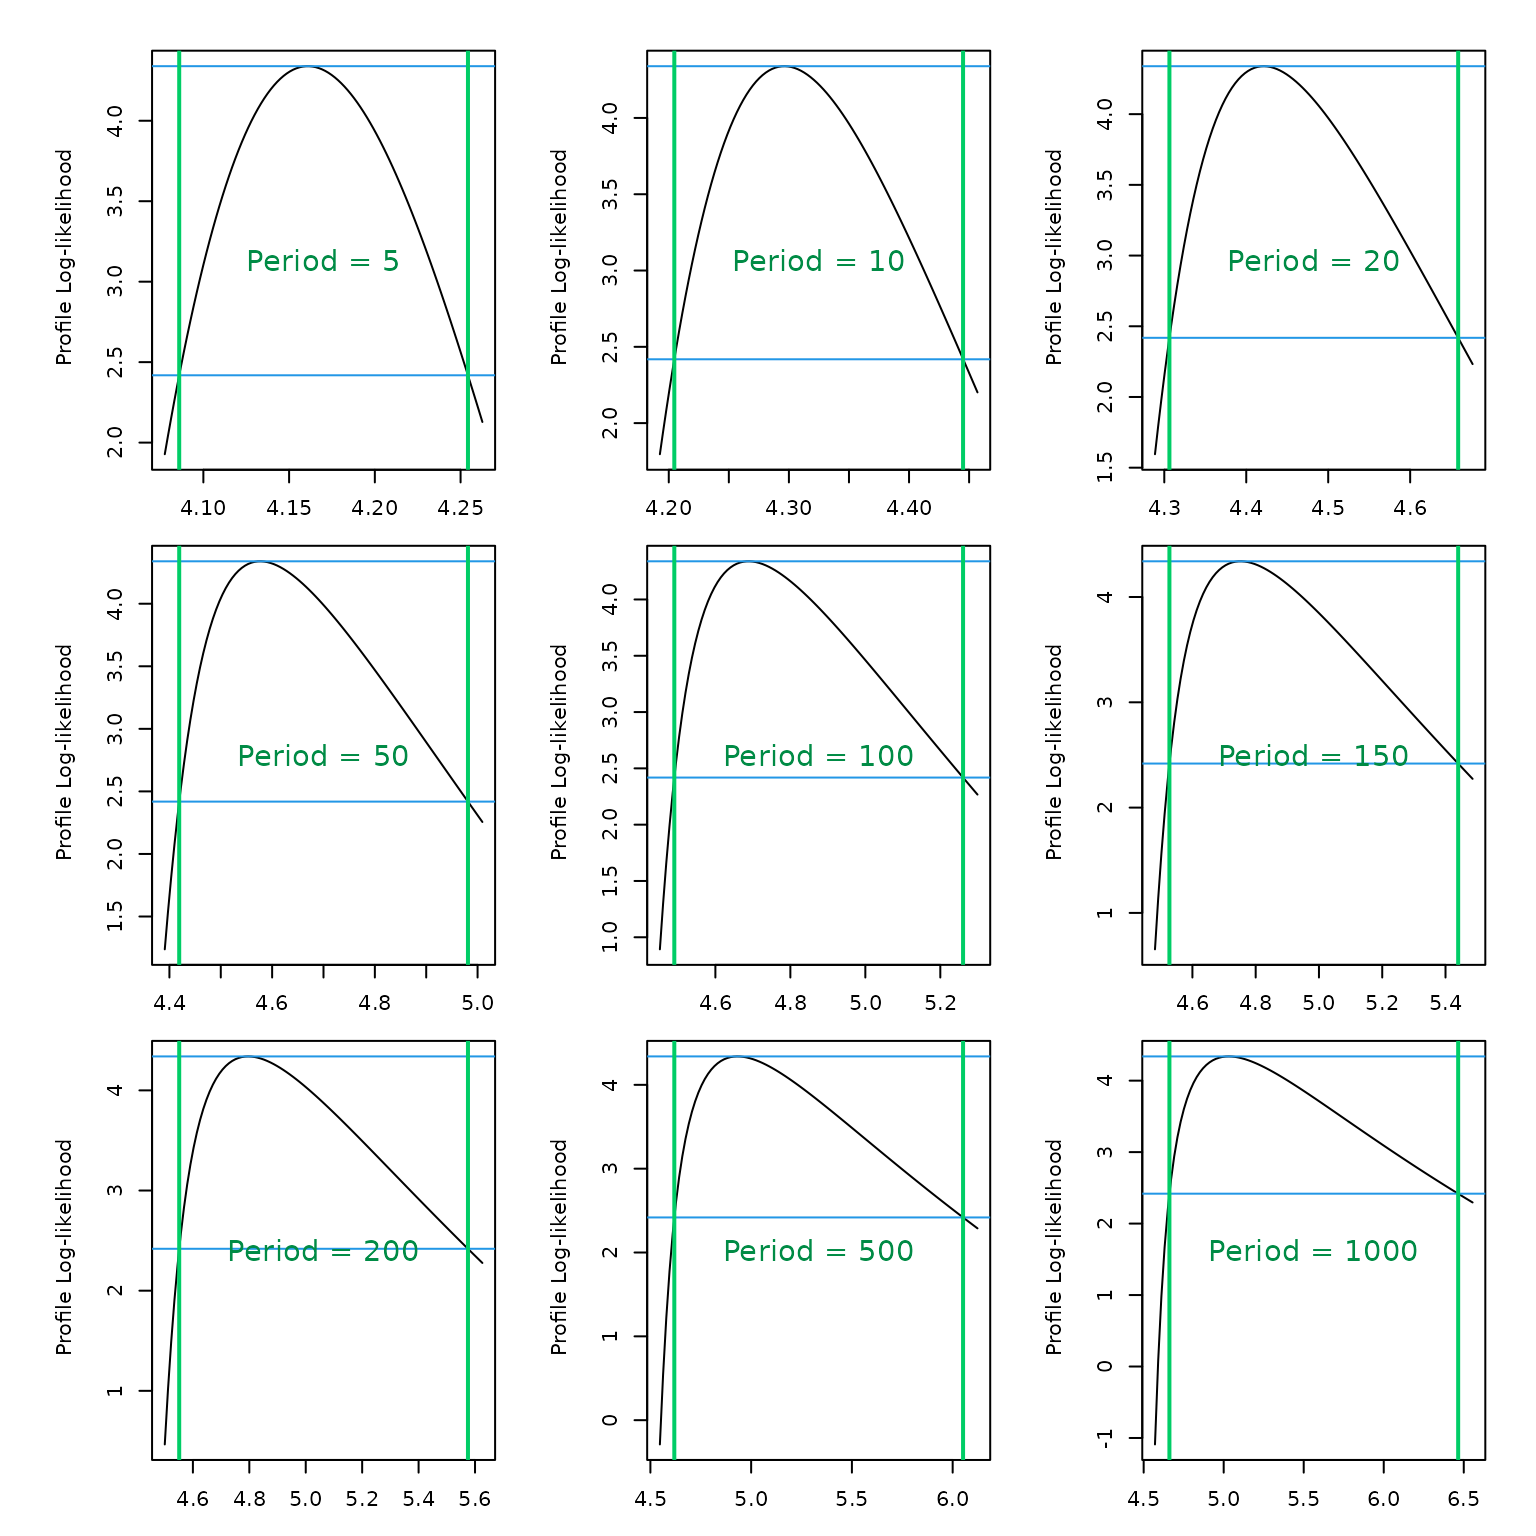 Profile Log-likelihood
2.0 2.5 3.0 3.5 4.0
Period = 5
4.10 4.15 4.20 4.25
Profile Log-likelihood
2.0 2.5 3.0 3.5 4.0
Period = 10
4.20 4.30 4.40
Profile Log-likelihood
1.5 2.0 2.5 3.0 3.5 4.0
Period = 20
4.3 4.4 4.5 4.6
Profile Log-likelihood
1.5 2.0 2.5 3.0 3.5 4.0
Period = 50
4.4 4.6 4.8 5.0
Profile Log-likelihood
1.0 1.5 2.0 2.5 3.0 3.5 4.0
Period = 100
4.6 4.8 5.0 5.2
Profile Log-likelihood
1 2 3 4
Period = 150
4.6 4.8 5.0 5.2 5.4
Profile Log-likelihood
1 2 3 4
Period = 200
4.6 4.8 5.0 5.2 5.4 5.6
Profile Log-likelihood
0 1 2 3 4
Period = 500
4.5 5.0 5.5 6.0
Profile Log-likelihood
-1 0 1 2 3 4
Period = 1000
4.5 5.0 5.5 6.0 6.5